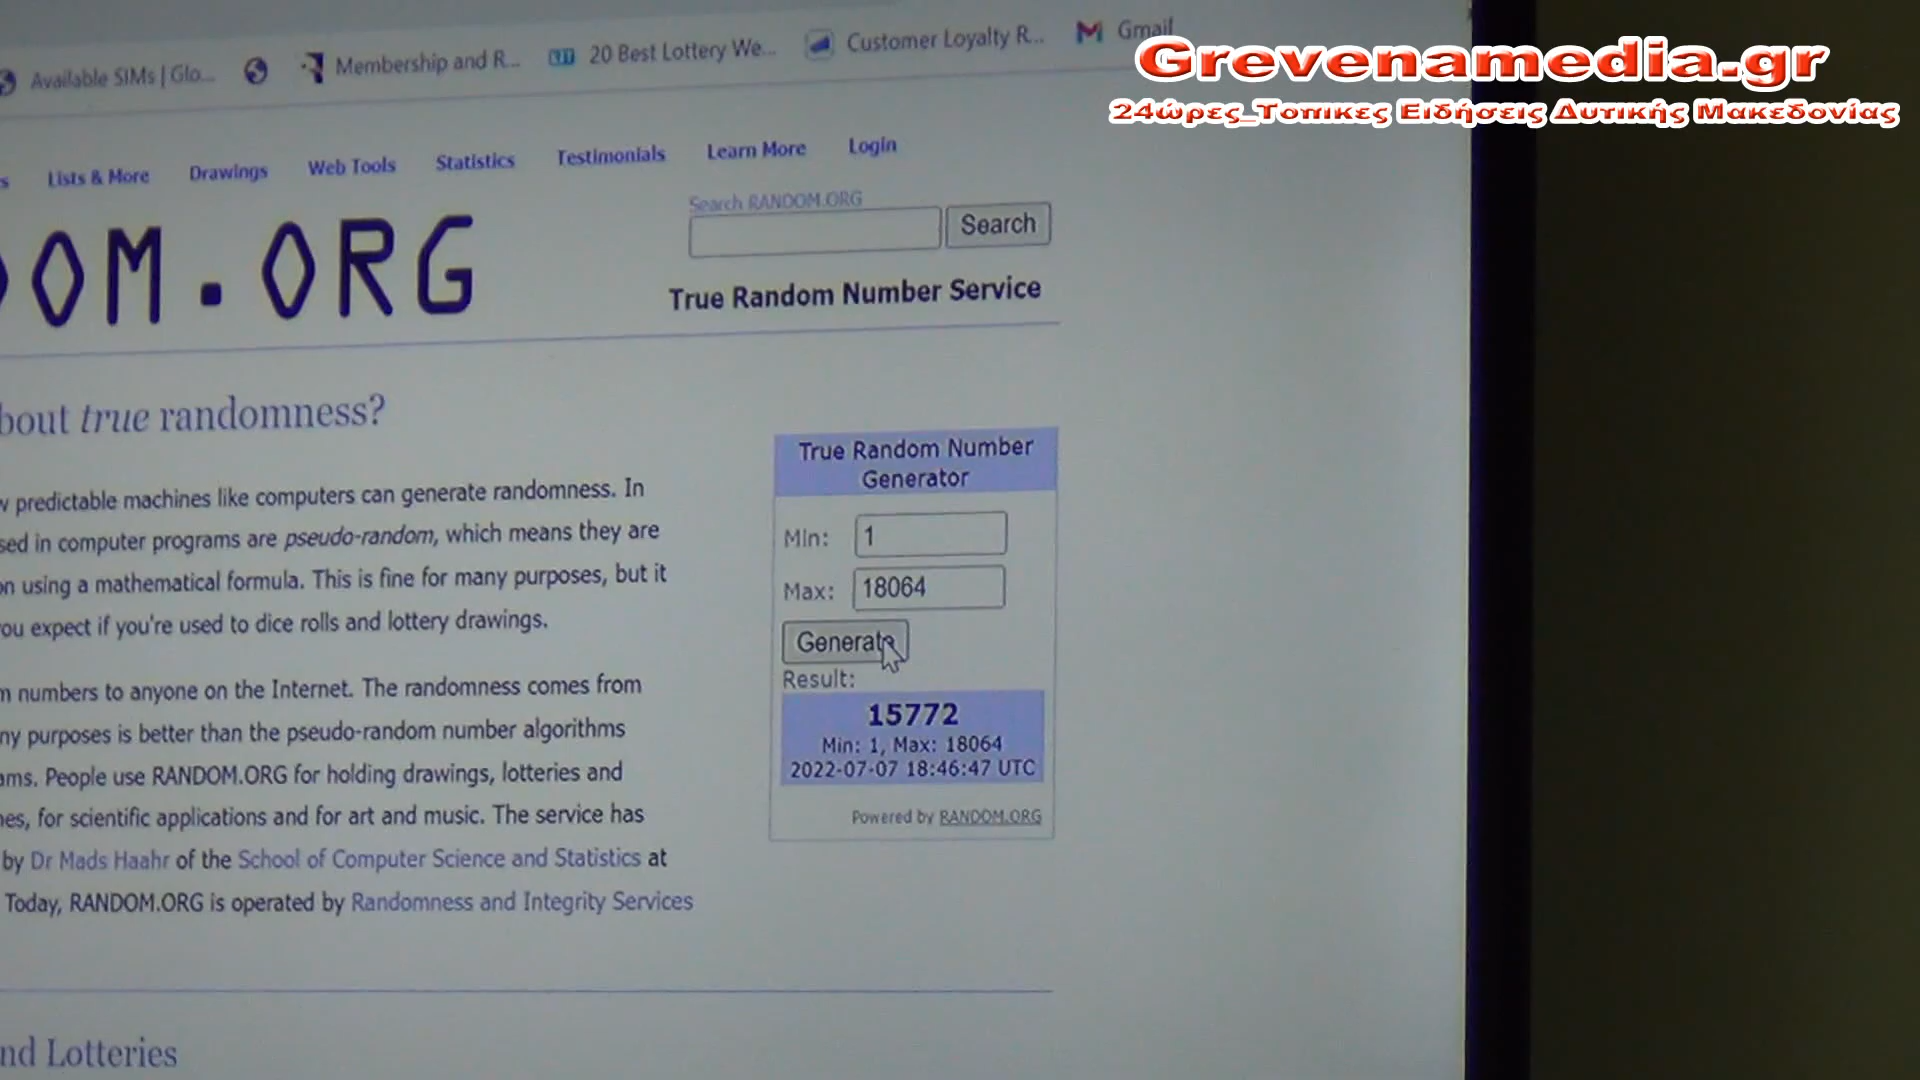 Available SIMs | Glo...
Membership and R...
20 Best Lottery We...
Customer Loyalty R...
Gmail
Grevenamedia.gr
24ώρες_Τοπικες Ειδήσεις Δυτικής Μακεδονίας
s Lists & More Drawings Web Tools Statistics Testimonials Learn More Login
Search RANDOM.ORG
Search
OM.ORG
True Random Number Service
bout true randomness?
predictable machines like computers can generate randomness. In
sed in computer programs are pseudo-random, which means they are
on using a mathematical formula. This is fine for many purposes, but it
ou expect if you're used to dice rolls and lottery drawings.
m numbers to anyone on the Internet. The randomness comes from
ny purposes is better than the pseudo-random number algorithms
ams. People use RANDOM.ORG for holding drawings, lotteries and
nes, for scientific applications and for art and music. The service has
by Dr Mads Haahr of the School of Computer Science and Statistics at
Today, RANDOM.ORG is operated by Randomness and Integrity Services
True Random Number
Generator
Min: 1
Max: 18064
Generate
Result:
15772
Min: 1, Max: 18064
2022-07-07 18:46:47 UTC
Powered by RANDOM.ORG
nd Lotteries